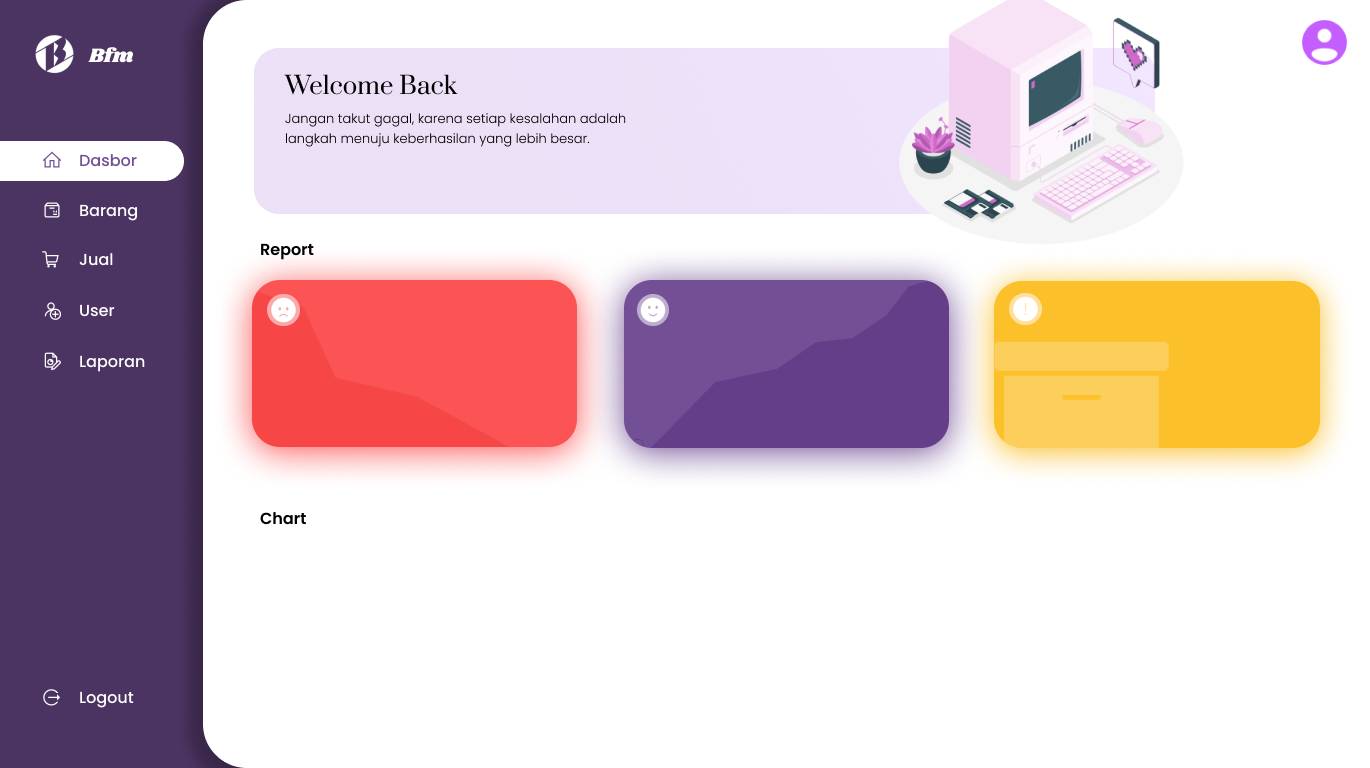 Bfm
Dasbor
Barang
Jual
User
Laporan
Logout
Welcome Back
Jangan takut gagal, karena setiap kesalahan adalah
langkah menuju keberhasilan yang lebih besar.
Report
Chart